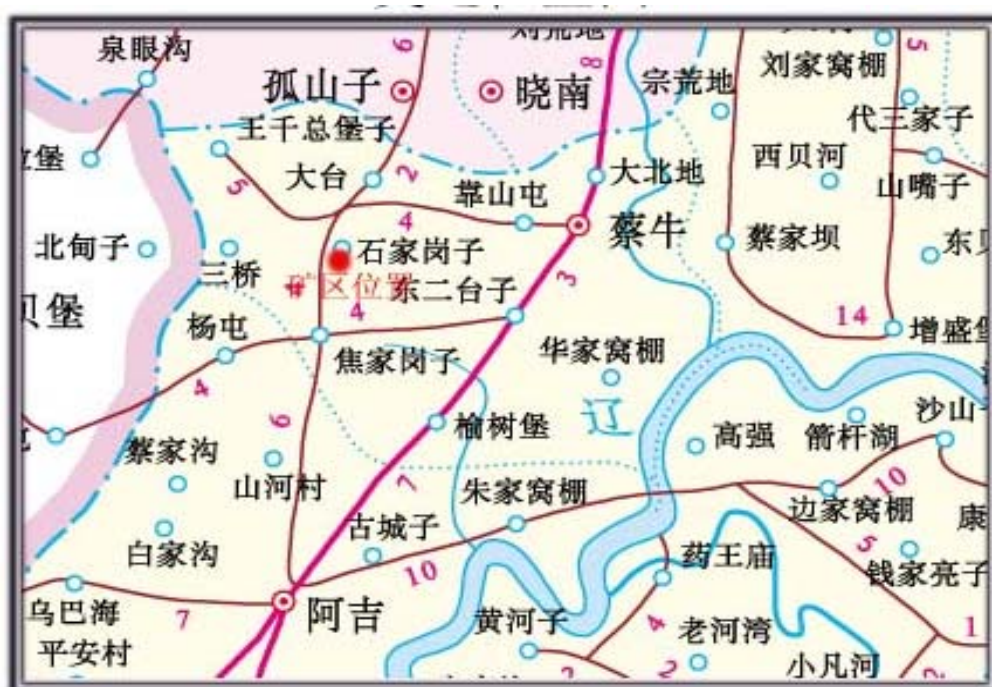 泉眼沟
孤山子
晓南
宗荒地
刘家窝棚
5
6
8
王千总堡子
代三家子
大台
2
靠山屯
大北地
西贝河
山嘴子
5
4
蔡牛
蔡家坝
北甸子
三桥
石家岗子
矿区位置
东二台子
3
4
14
杨屯
焦家岗子
华家窝棚
4
6
榆树堡
辽
高强
箭杆湖
沙山
蔡家沟
山河村
7
朱家窝棚
10
边家窝棚
康
古城子
白家沟
10
药王庙
5
钱家亮子
乌巴海
7
阿吉
黄河子
4
老河湾
1
平安村
2
小凡河